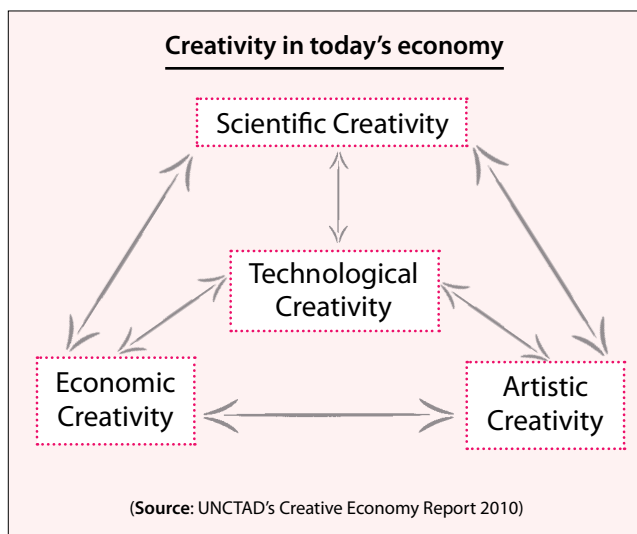 Creativity in today's economy
Scientific Creativity
Technological
Creativity
Economic
Creativity
Artistic
Creativity
(Source: UNCTAD's Creative Economy Report 2010)